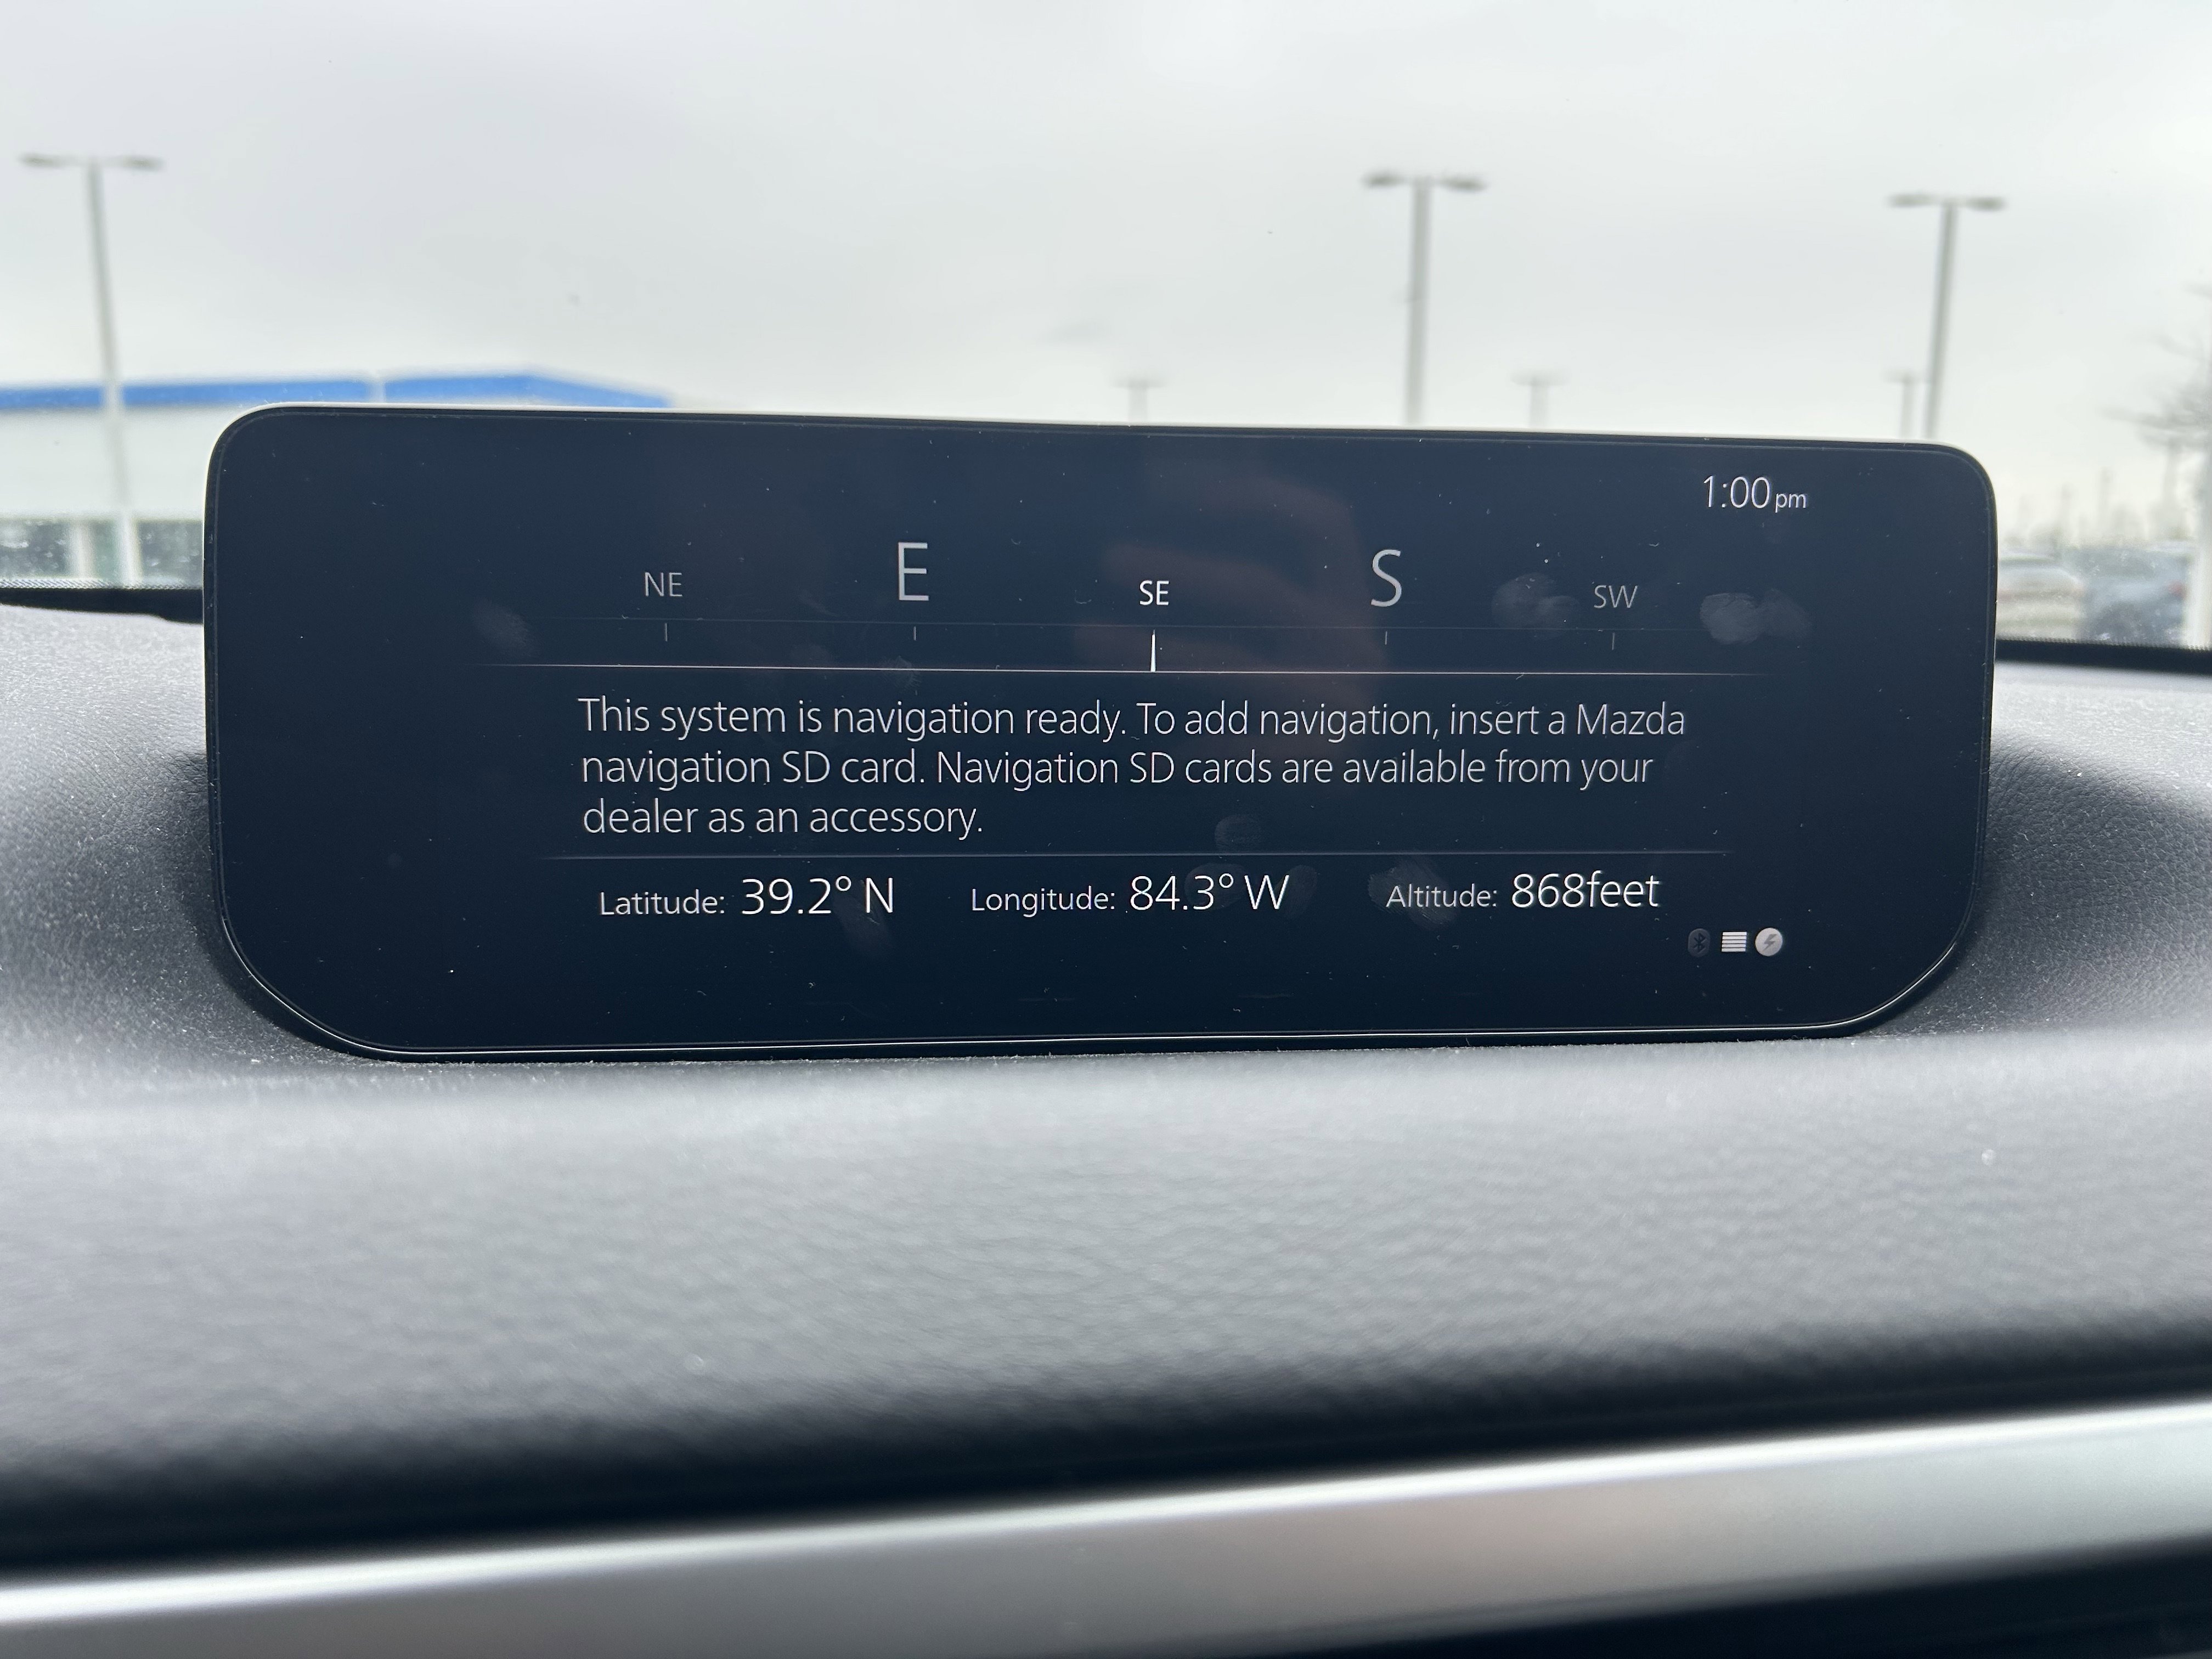 1:00pm
NE E SE S SW
This system is navigation ready. To add navigation, insert a Mazda
navigation SD card. Navigation SD cards are available from your
dealer as an accessory.
Latitude: 39.2° N Longitude: 84.3° W Altitude: 868feet